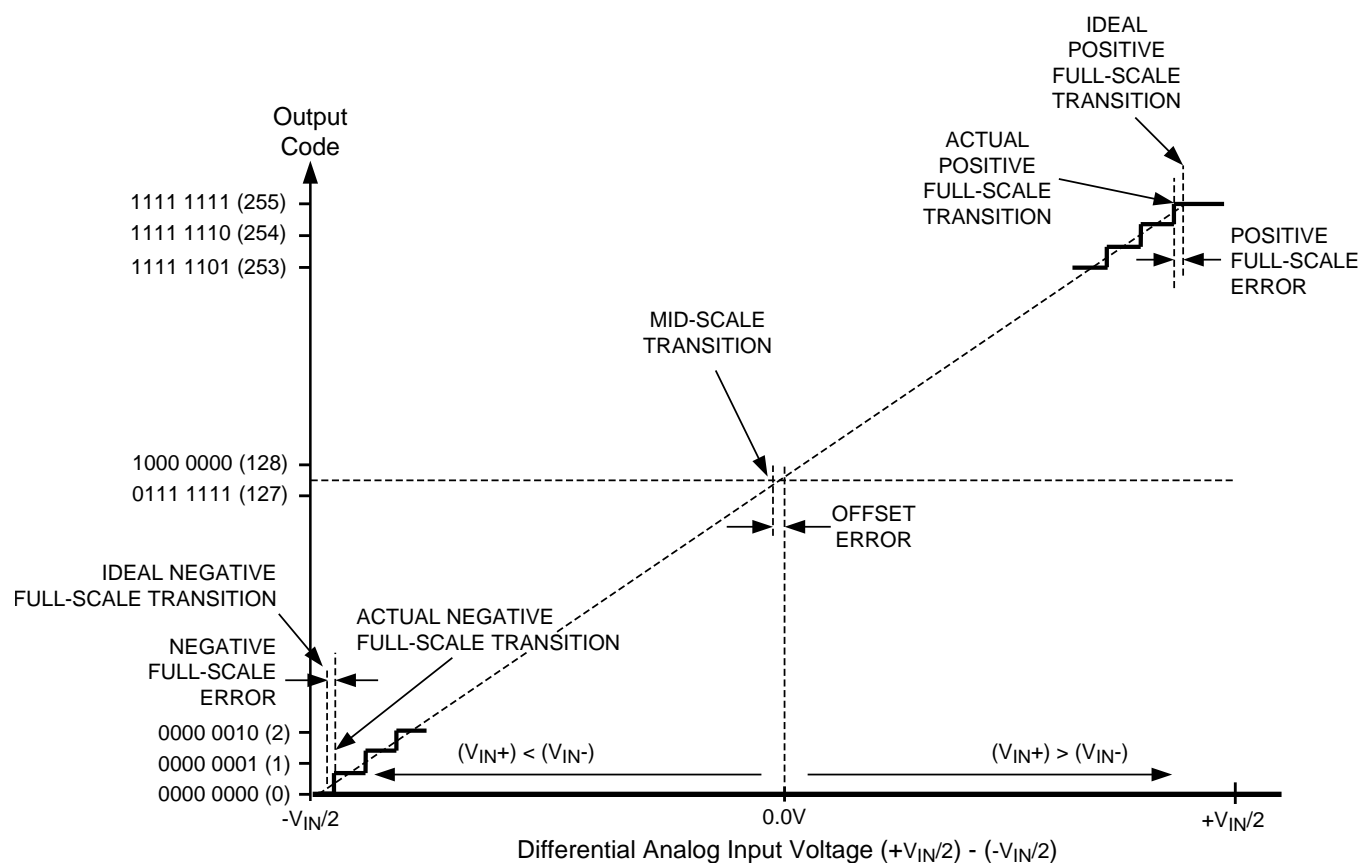 IDEAL
POSITIVE
FULL-SCALE
TRANSITION
Output
Code
ACTUAL
POSITIVE
FULL-SCALE
TRANSITION
1111 1111 (255)
1111 1110 (254)
1111 1101 (253)
POSITIVE
FULL-SCALE
ERROR
MID-SCALE
TRANSITION
1000 0000 (128)
0111 1111 (127)
OFFSET
ERROR
IDEAL NEGATIVE
FULL-SCALE TRANSITION
ACTUAL NEGATIVE
FULL-SCALE TRANSITION
NEGATIVE
FULL-SCALE
ERROR
0000 0010 (2)
0000 0001 (1)
0000 0000 (0)
(VIN+) < (VIN-)
(VIN+) > (VIN-)
-VIN/2
0.0V
+VIN/2
Differential Analog Input Voltage (+VIN/2) - (-VIN/2)